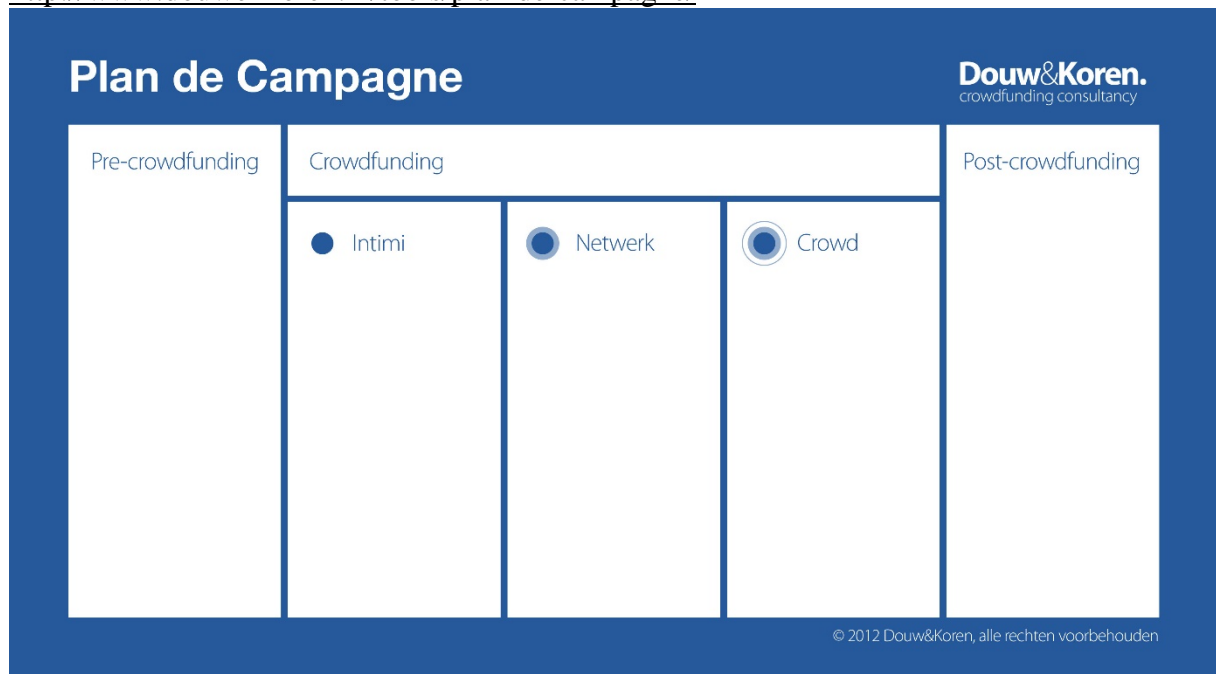 Plan de Campagne
Douw&Koren.
crowdfunding consultancy
Pre-crowdfunding
Crowdfunding
Post-crowdfunding
Intimi
Netwerk
Crowd
© 2012 Douw&Koren, alle rechten voorbehouden